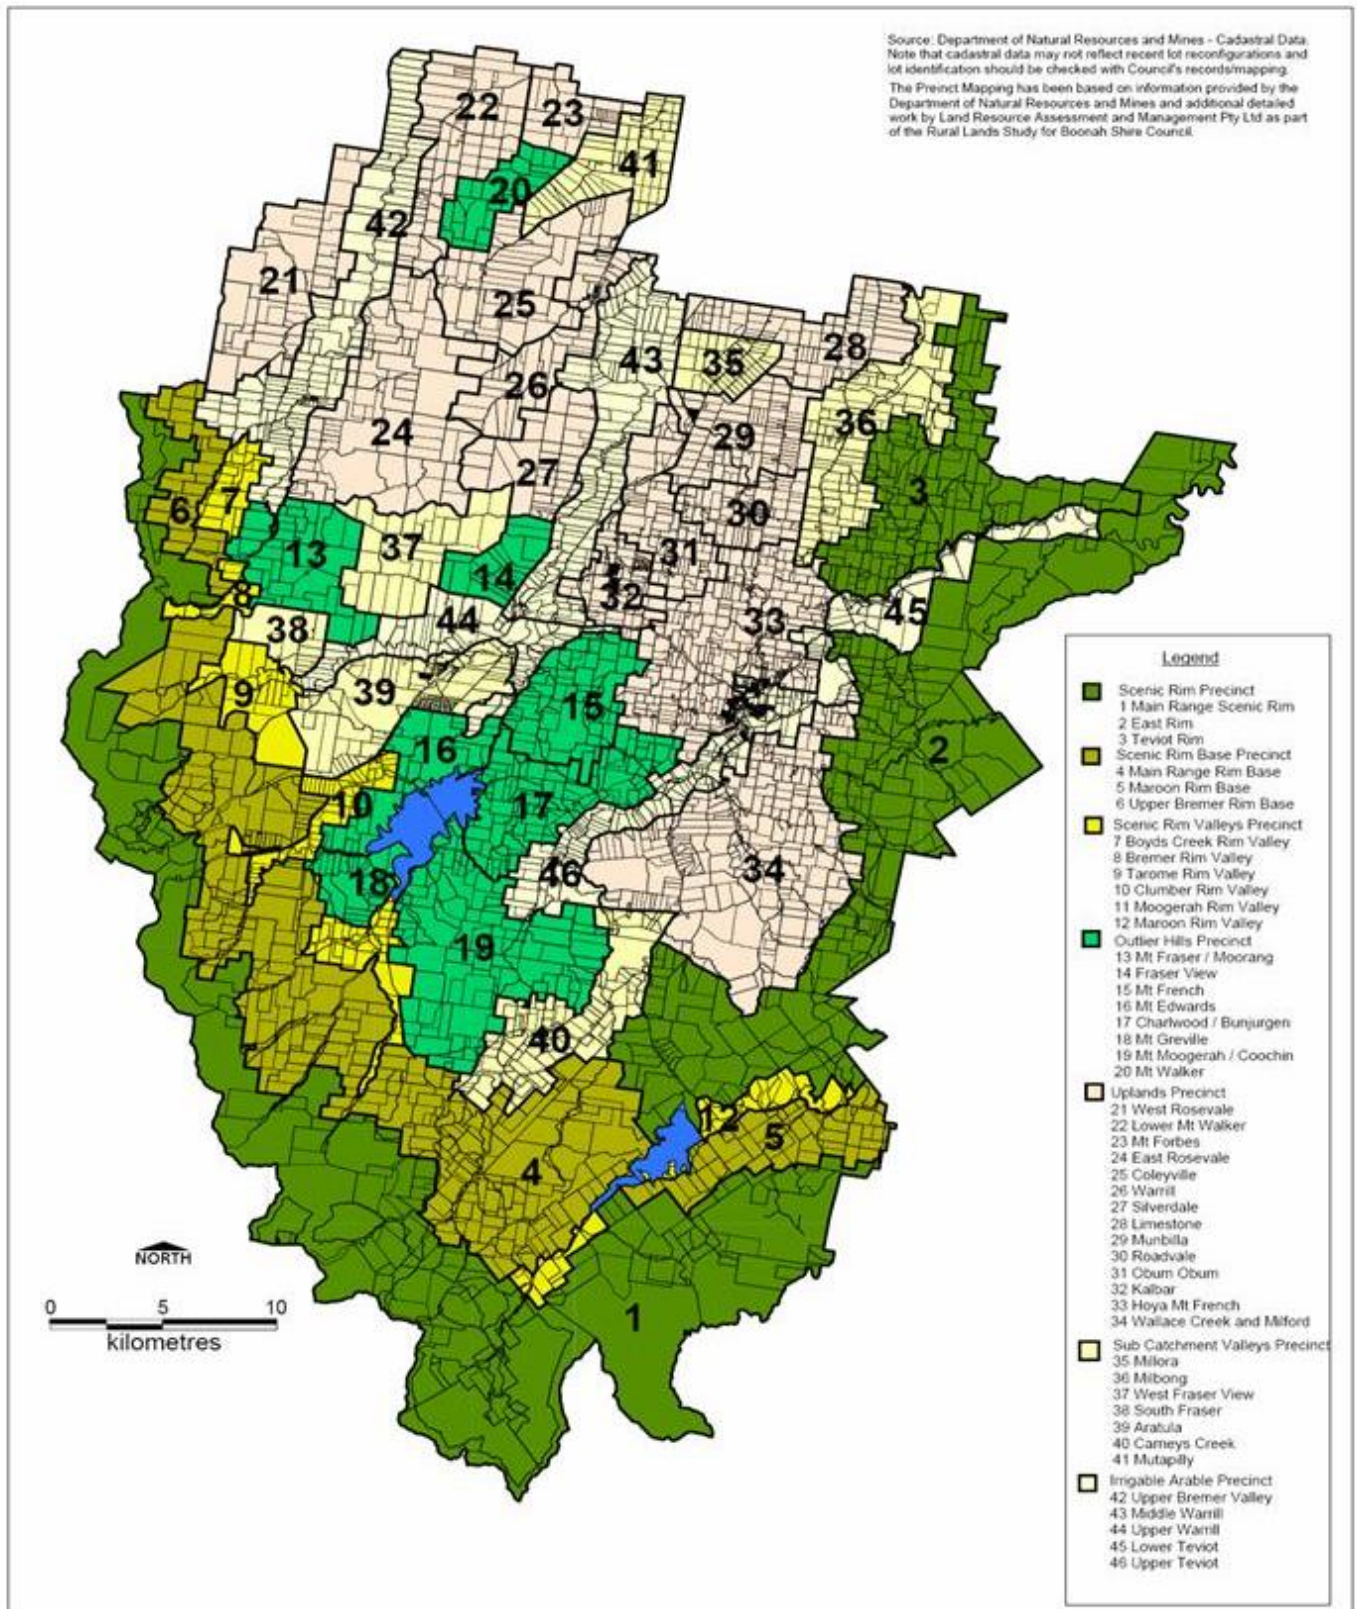 Source: Department of Natural Resources and Mines - Cadastral Data.
Note that cadastral data may not reflect recent lot reconfigurations and
lot identification should be checked with Council's records/mapping.
The Preinct Mapping has been based on information provided by the
Department of Natural Resources and Mines and additional detailed
work by Land Resource Assessment and Management Pty Ltd as part
of the Rural Lands Study for Boonah Shire Council.
22
23
41
20
42
21
25
43
35
28
26
36
24
29
27
3
6
7
30
13
37
31
14
32
8
45
38
44
33
9
39
15
16
2
10
17
46
34
18
19
40
12
5
4
1
NORTH
0 5 10
kilometres
Legend
Scenic Rim Precinct
1 Main Range Scenic Rim
2 East Rim
3 Teviot Rim
Scenic Rim Base Precinct
4 Main Range Rim Base
5 Maroon Rim Base
6 Upper Bremer Rim Base
Scenic Rim Valleys Precinct
7 Boyds Creek Rim Valley
8 Bremer Rim Valley
9 Tarome Rim Valley
10 Clumber Rim Valley
11 Moogerah Rim Valley
12 Maroon Rim Valley
Outlier Hills Precinct
13 Mt Fraser / Moorang
14 Fraser View
15 Mt French
16 Mt Edwards
17 Charlwood / Bunjurgen
18 Mt Greville
19 Mt Moogerah / Coochin
20 Mt Walker
Uplands Precinct
21 West Rosevale
22 Lower Mt Walker
23 Mt Forbes
24 East Rosevale
25 Coleyville
26 Warrill
27 Silverdale
28 Limestone
29 Munbilla
30 Roadvale
31 Obum Obum
32 Kalbar
33 Hoya Mt French
34 Wallace Creek and Milford
Sub Catchment Valleys Precinct
35 Millora
36 Milbong
37 West Fraser View
38 South Fraser
39 Aratula
40 Carneys Creek
41 Mutapilly
Irrigable Arable Precinct
42 Upper Bremer Valley
43 Middle Warrill
44 Upper Warrill
45 Lower Teviot
46 Upper Teviot